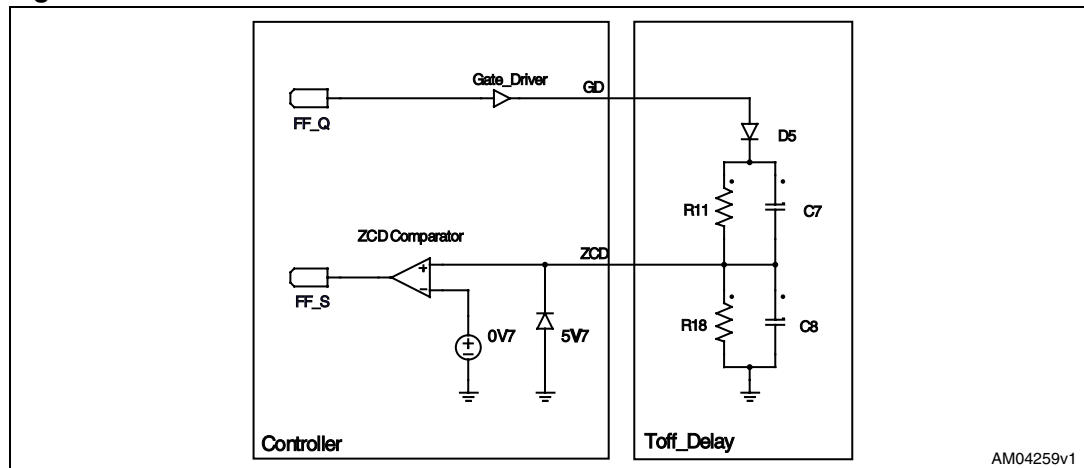 Gate_Driver
GD
FF_Q
D5
R11
C7
ZCD Comparator
ZCD
+
−
FF_S
0V7
5V7
R18
C8
+
−
Controller
Toff_Delay
AM04259v1